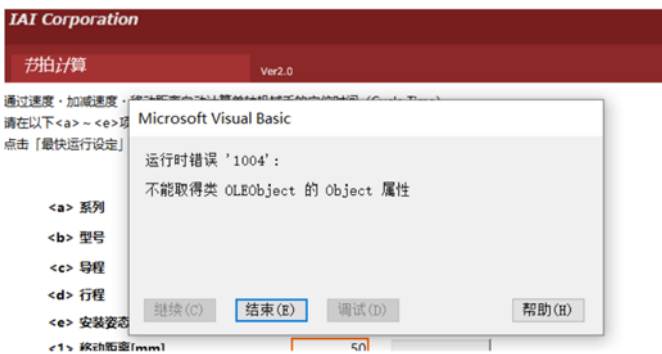 IAI Corporation
节拍计算
Ver2.0
通过速度・加减速度・
请在以下<a>～<e>项
点击「最快运行设定」
Microsoft Visual Basic
运行时错误 '1004':
不能取得类 OLEObject 的 Object 属性
<a> 系列
<b> 型号
<c> 导程
<d> 行程
<e> 安装姿态
继续(C)
结束(E)
调试(D)
帮助(H)
<1> 移动距离[mm]
50